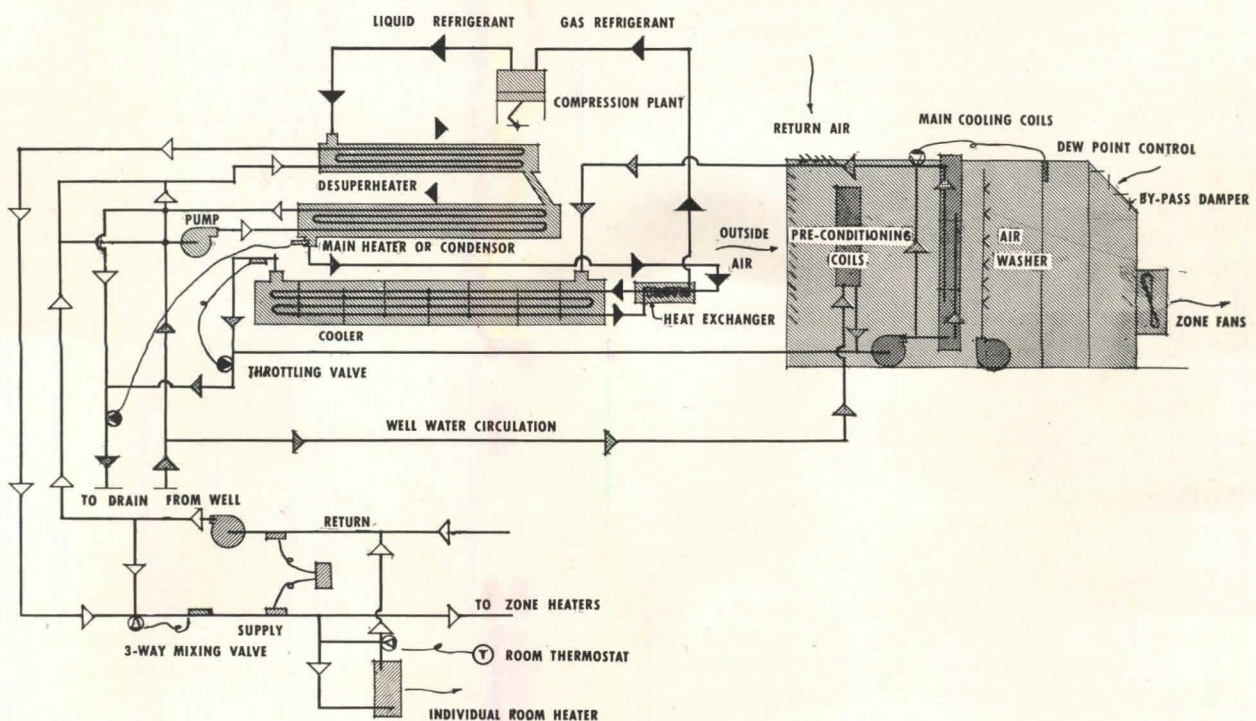 LIQUID REFRIGERANT
GAS REFRIGERANT
COMPRESSION PLANT
RETURN AIR
MAIN COOLING COILS
DEW POINT CONTROL
BY-PASS DAMPER
DESUPERHEATER
PUMP
MAIN HEATER OR CONDENSOR
OUTSIDE
AIR
PRE-CONDITIONING
COILS
AIR
WASHER
HEAT EXCHANGER
ZONE FANS
COOLER
THROTTLING VALVE
WELL WATER CIRCULATION
TO DRAIN
FROM WELL
RETURN
TO ZONE HEATERS
SUPPLY
3-WAY MIXING VALVE
T
ROOM THERMOSTAT
INDIVIDUAL ROOM HEATER